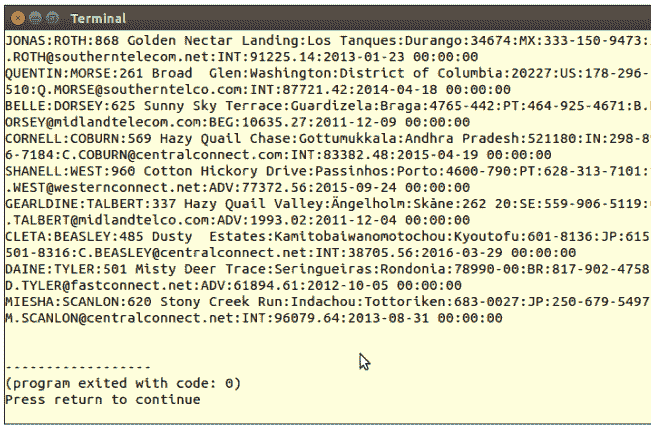 Terminal
JONAS:ROTH:868 Golden Nectar Landing:Los Tanques:Durango:34674:MX:333-150-9473:
.ROTH@southerntelecom.net:INT:91225.14:2013-01-23 00:00:00
QUENTIN:MORSE:261 Broad  Glen:Washington:District of Columbia:20227:US:178-296-
510:Q.MORSE@southerntelco.com:INT:87721.42:2014-04-18 00:00:00
BELLE:DORSEY:625 Sunny Sky Terrace:Guardizela:Braga:4765-442:PT:464-925-4671:B.
ORSEY@midlandtelecom.com:BEG:10635.27:2011-12-09 00:00:00
CORNELL:COBURN:569 Hazy Quail Chase:Gottumukkala:Andhra Pradesh:521180:IN:298-8
6-7184:C.COBURN@centralconnect.com:INT:83382.48:2015-04-19 00:00:00
SHANELL:WEST:960 Cotton Hickory Drive:Passinhos:Porto:4600-790:PT:628-313-7101:
.WEST@westernconnect.net:ADV:77372.56:2015-09-24 00:00:00
GEARLDINE:TALBERT:337 Hazy Quail Valley:Ängelholm:Skåne:262 20:SE:559-906-5119:
.TALBERT@midlandtelco.com:ADV:1993.02:2011-12-04 00:00:00
CLETA:BEASLEY:485 Dusty  Estates:Kamitobaiwanomotochou:Kyoutofu:601-8136:JP:615
501-8316:C.BEASLEY@centralconnect.net:INT:38705.56:2016-03-29 00:00:00
DAINE:TYLER:501 Misty Deer Trace:Seringueiras:Rondonia:78990-00:BR:817-902-4758
D.TYLER@fastconnect.net:ADV:61894.61:2012-10-05 00:00:00
MIESHA:SCANLON:620 Stony Creek Run:Indachou:Tottoriken:683-0027:JP:250-679-5497
M.SCANLON@centralconnect.net:INT:96079.64:2013-08-31 00:00:00
------------------
(program exited with code: 0)
Press return to continue